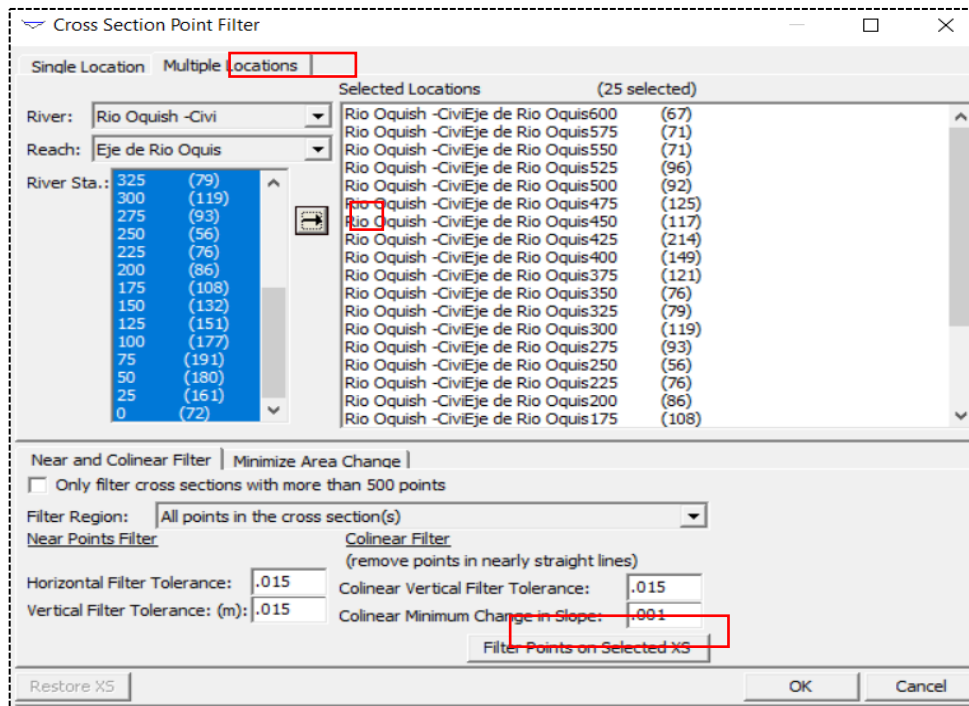 Cross Section Point Filter
Single Location Multiple Locations
Selected Locations (25 selected)
River: Rio Oquish -Civi
Reach: Eje de Rio Oquis
River Sta.:
325 (79)
300 (119)
275 (93)
250 (56)
225 (76)
200 (86)
175 (108)
150 (132)
125 (151)
100 (177)
75 (191)
50 (180)
25 (161)
0 (72)
Rio Oquish -CiviEje de Rio Oquis600 (67)
Rio Oquish -CiviEje de Rio Oquis575 (71)
Rio Oquish -CiviEje de Rio Oquis550 (71)
Rio Oquish -CiviEje de Rio Oquis525 (96)
Rio Oquish -CiviEje de Rio Oquis500 (92)
Rio Oquish -CiviEje de Rio Oquis475 (125)
Rio Oquish -CiviEje de Rio Oquis450 (117)
Rio Oquish -CiviEje de Rio Oquis425 (214)
Rio Oquish -CiviEje de Rio Oquis400 (149)
Rio Oquish -CiviEje de Rio Oquis375 (121)
Rio Oquish -CiviEje de Rio Oquis350 (76)
Rio Oquish -CiviEje de Rio Oquis325 (79)
Rio Oquish -CiviEje de Rio Oquis300 (119)
Rio Oquish -CiviEje de Rio Oquis275 (93)
Rio Oquish -CiviEje de Rio Oquis250 (56)
Rio Oquish -CiviEje de Rio Oquis225 (76)
Rio Oquish -CiviEje de Rio Oquis200 (86)
Rio Oquish -CiviEje de Rio Oquis175 (108)
Near and Colinear Filter Minimize Area Change
Only filter cross sections with more than 500 points
Filter Region: All points in the cross section(s)
Near Points Filter
Horizontal Filter Tolerance: .015
Vertical Filter Tolerance: (m): .015
Colinear Filter
(remove points in nearly straight lines)
Colinear Vertical Filter Tolerance: .015
Colinear Minimum Change in Slope: .001
Filter Points on Selected XS
Restore XS OK Cancel